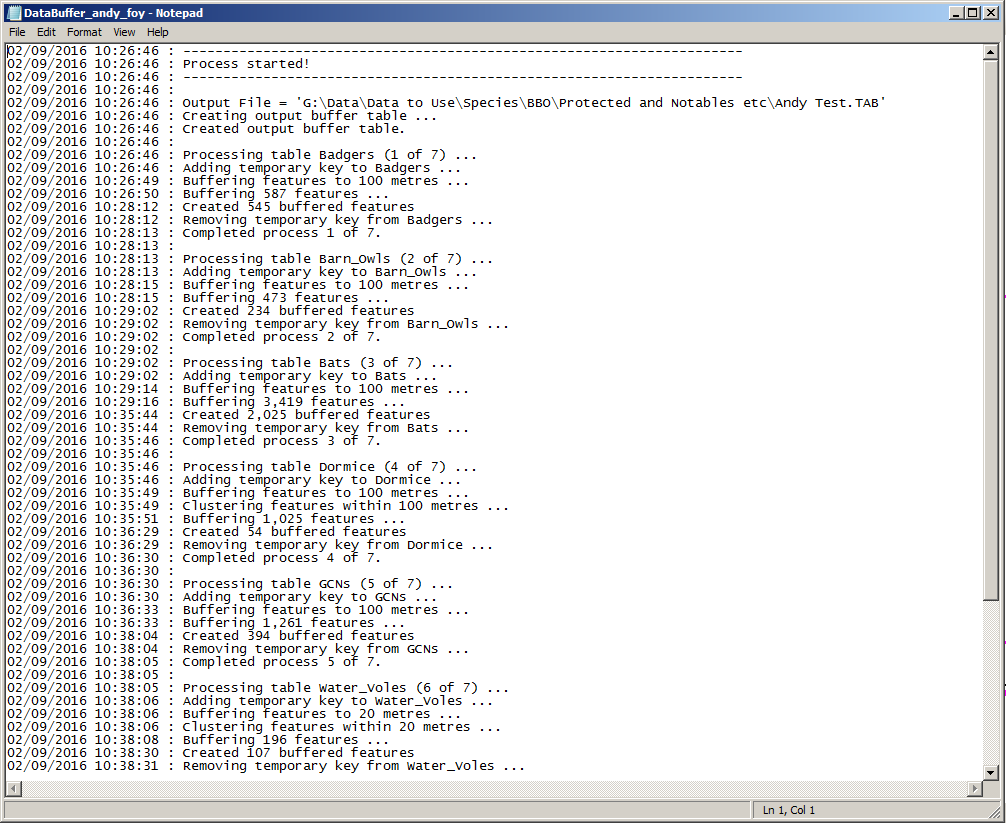 DataBuffer_andy_foy - Notepad
File Edit Format View Help
02/09/2016 10:26:46 : ----------------------------------------------------------------------
02/09/2016 10:26:46 : Process started!
02/09/2016 10:26:46 : ----------------------------------------------------------------------
02/09/2016 10:26:46 :
02/09/2016 10:26:46 : Output File = 'G:\Data\Data to Use\Species\BBO\Protected and Notables etc\Andy Test.TAB'
02/09/2016 10:26:46 : Creating output buffer table ...
02/09/2016 10:26:46 : Created output buffer table.
02/09/2016 10:26:46 :
02/09/2016 10:26:46 : Processing table Badgers (1 of 7) ...
02/09/2016 10:26:46 : Adding temporary key to Badgers ...
02/09/2016 10:26:49 : Buffering features to 100 metres ...
02/09/2016 10:26:50 : Buffering 587 features ...
02/09/2016 10:28:12 : Created 545 buffered features
02/09/2016 10:28:12 : Removing temporary key from Badgers ...
02/09/2016 10:28:13 : Completed process 1 of 7.
02/09/2016 10:28:13 :
02/09/2016 10:28:13 : Processing table Barn_Owls (2 of 7) ...
02/09/2016 10:28:13 : Adding temporary key to Barn_Owls ...
02/09/2016 10:28:15 : Buffering features to 100 metres ...
02/09/2016 10:28:15 : Buffering 473 features ...
02/09/2016 10:29:02 : Created 234 buffered features
02/09/2016 10:29:02 : Removing temporary key from Barn_Owls ...
02/09/2016 10:29:02 : Completed process 2 of 7.
02/09/2016 10:29:02 :
02/09/2016 10:29:02 : Processing table Bats (3 of 7) ...
02/09/2016 10:29:02 : Adding temporary key to Bats ...
02/09/2016 10:29:14 : Buffering features to 100 metres ...
02/09/2016 10:29:16 : Buffering 3,419 features ...
02/09/2016 10:35:44 : Created 2,025 buffered features
02/09/2016 10:35:44 : Removing temporary key from Bats ...
02/09/2016 10:35:46 : Completed process 3 of 7.
02/09/2016 10:35:46 :
02/09/2016 10:35:46 : Processing table Dormice (4 of 7) ...
02/09/2016 10:35:46 : Adding temporary key to Dormice ...
02/09/2016 10:35:49 : Buffering features to 100 metres ...
02/09/2016 10:35:49 : Clustering features within 100 metres ...
02/09/2016 10:35:51 : Buffering 1,025 features ...
02/09/2016 10:36:29 : Created 54 buffered features
02/09/2016 10:36:29 : Removing temporary key from Dormice ...
02/09/2016 10:36:30 : Completed process 4 of 7.
02/09/2016 10:36:30 :
02/09/2016 10:36:30 : Processing table GCNs (5 of 7) ...
02/09/2016 10:36:30 : Adding temporary key to GCNs ...
02/09/2016 10:36:33 : Buffering features to 100 metres ...
02/09/2016 10:36:33 : Buffering 1,261 features ...
02/09/2016 10:38:04 : Created 394 buffered features
02/09/2016 10:38:04 : Removing temporary key from GCNs ...
02/09/2016 10:38:05 : Completed process 5 of 7.
02/09/2016 10:38:05 :
02/09/2016 10:38:05 : Processing table Water_Voles (6 of 7) ...
02/09/2016 10:38:05 : Adding temporary key to Water_Voles ...
02/09/2016 10:38:06 : Buffering features to 20 metres ...
02/09/2016 10:38:06 : Clustering features within 20 metres ...
02/09/2016 10:38:08 : Buffering 196 features ...
02/09/2016 10:38:30 : Created 107 buffered features
02/09/2016 10:38:31 : Removing temporary key from Water_Voles ...
Ln 1, Col 1